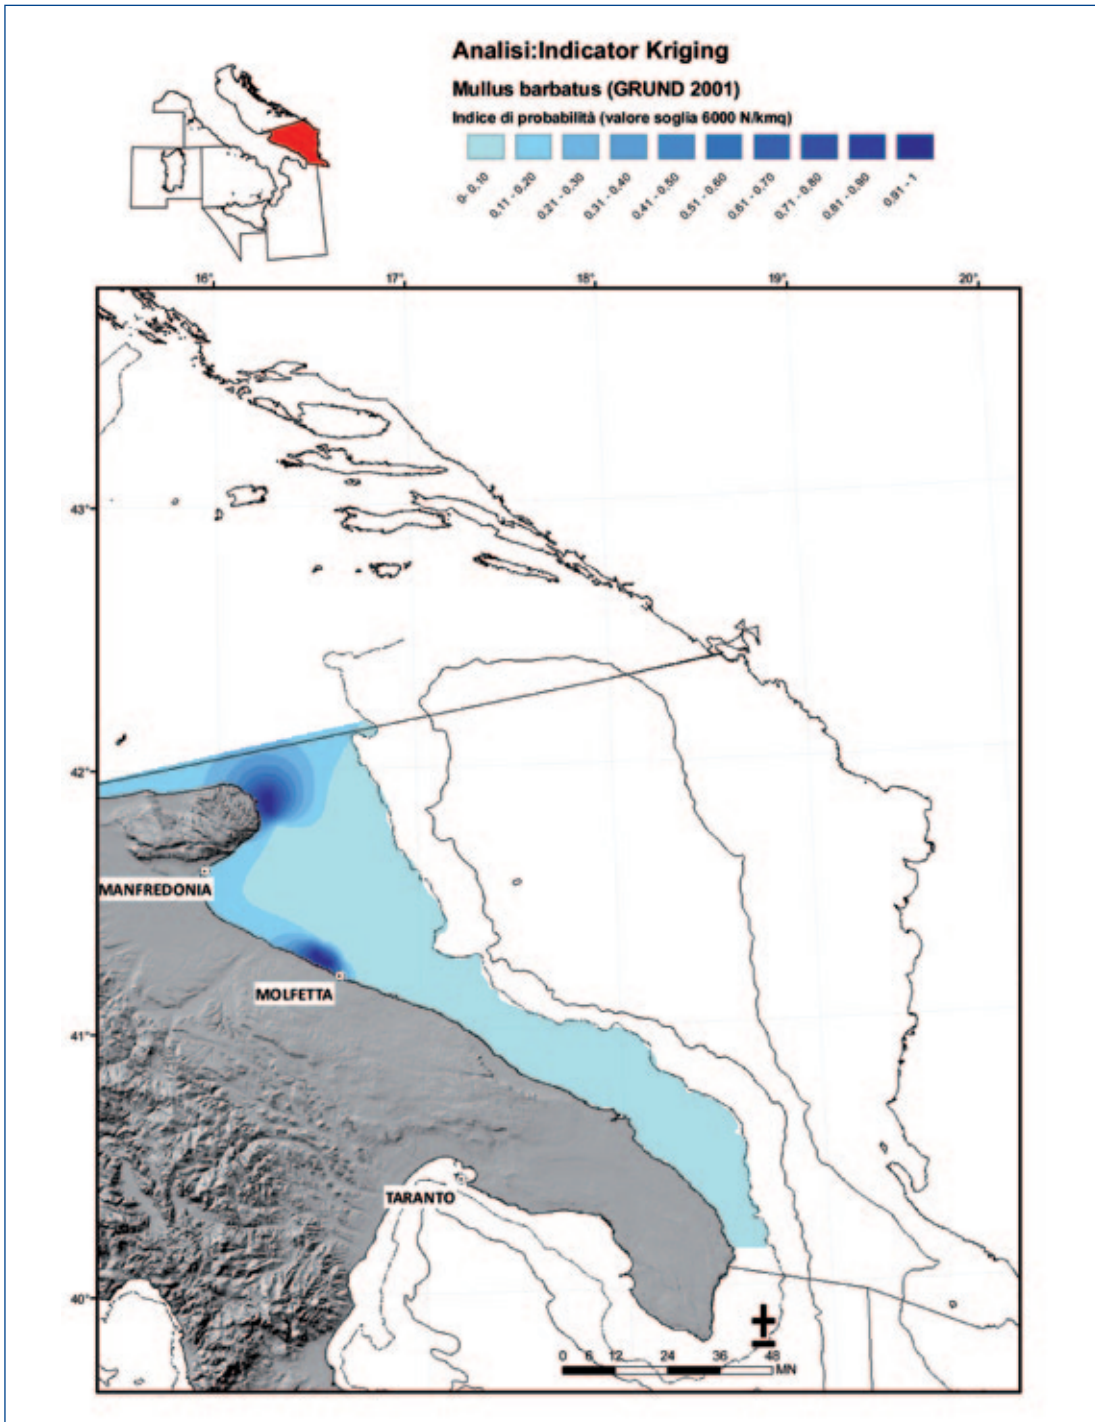 Analisi:Indicator Kriging
Mullus barbatus (GRUND 2001)
Indice di probabilità (valore soglia 6000 N/kmq)
0- 0,10
0,11 - 0,20
0,21 - 0,30
0,31 - 0,40
0,41 - 0,50
0,51 - 0,60
0,61 - 0,70
0,71 - 0,80
0,81 - 0,90
0,91 - 1
16° 17° 18° 19° 20°
43°
42°
MANFREDONIA
MOLFETTA
41°
TARANTO
40°
0 6 12 24 36 48
MN